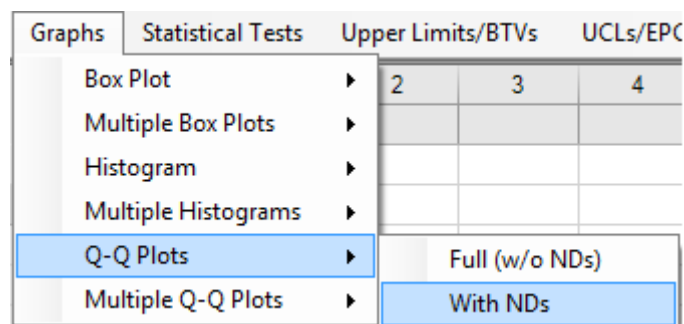 Graphs Statistical Tests Upper Limits/BTVs UCLs/EPC
Box Plot 2 3 4
Multiple Box Plots
Histogram
Multiple Histograms
Q-Q Plots Full (w/o NDs)
Multiple Q-Q Plots With NDs